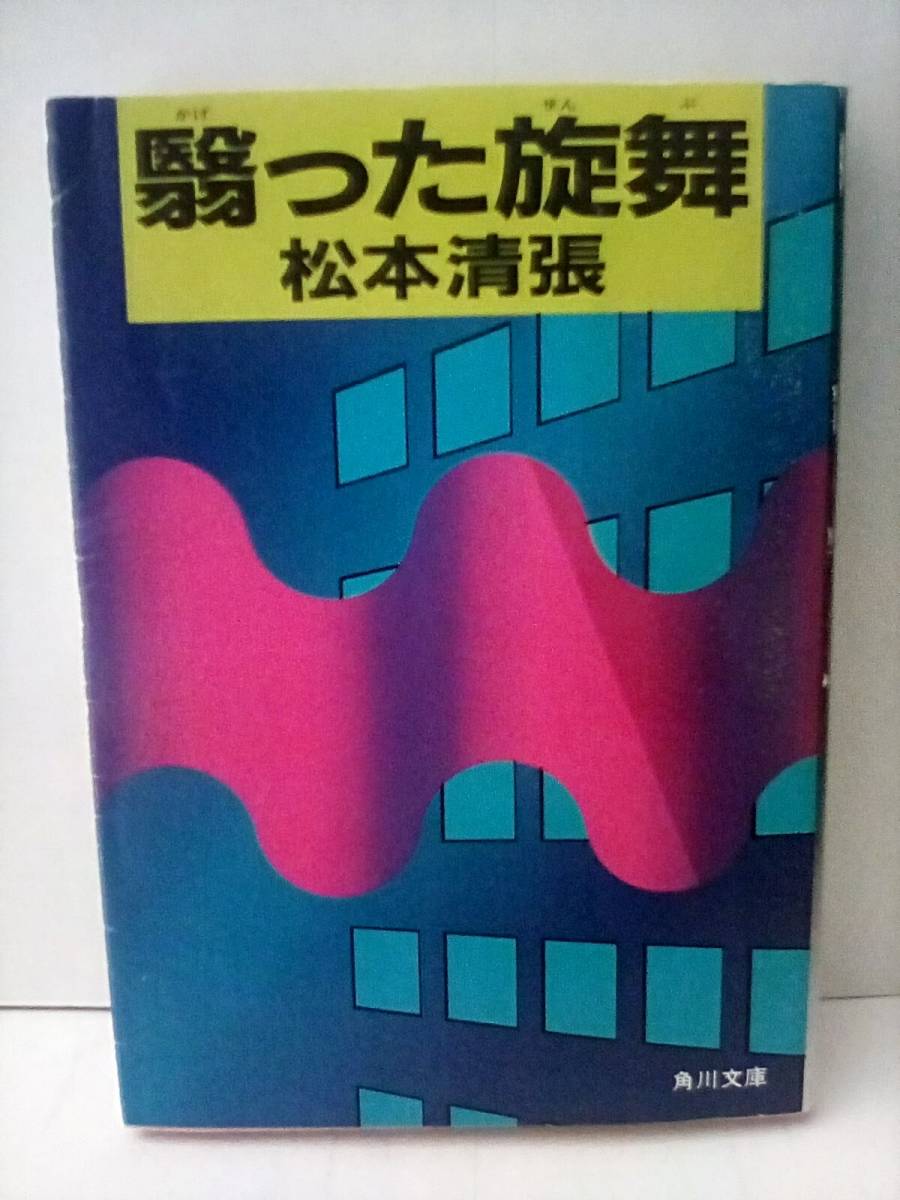 かげ せん ぶ
翳った旋舞
松本清張
角川文庫